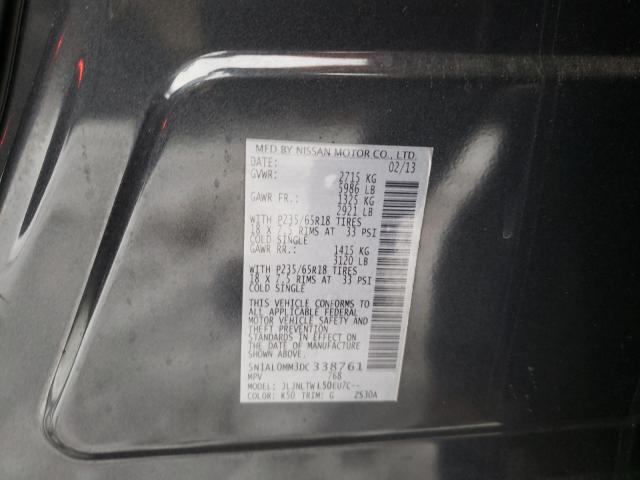 MFD BY NISSAN MOTOR CO., LTD.
DATE: 02/13
GVWR: 2715 KG
5986 LB
GAWR FR.: 1325 KG
2921 LB
WITH P235/65R18 TIRES
18 X 7.5 RIMS AT 33 PSI
COLD SINGLE
GAWR RR.: 1415 KG
3120 LB
WITH P235/65R18 TIRES
18 X 7.5 RIMS AT 33 PSI
COLD SINGLE
THIS VEHICLE CONFORMS TO
ALL APPLICABLE FEDERAL
MOTOR VEHICLE SAFETY AND
THEFT PREVENTION
STANDARDS IN EFFECT ON
THE DATE OF MANUFACTURE
SHOWN ABOVE.
5N1AL0MM3DC338761
MPV 768
MODEL: JLJNLTWL50EU7C--
COLOR: K50 TRIM: G 2530A